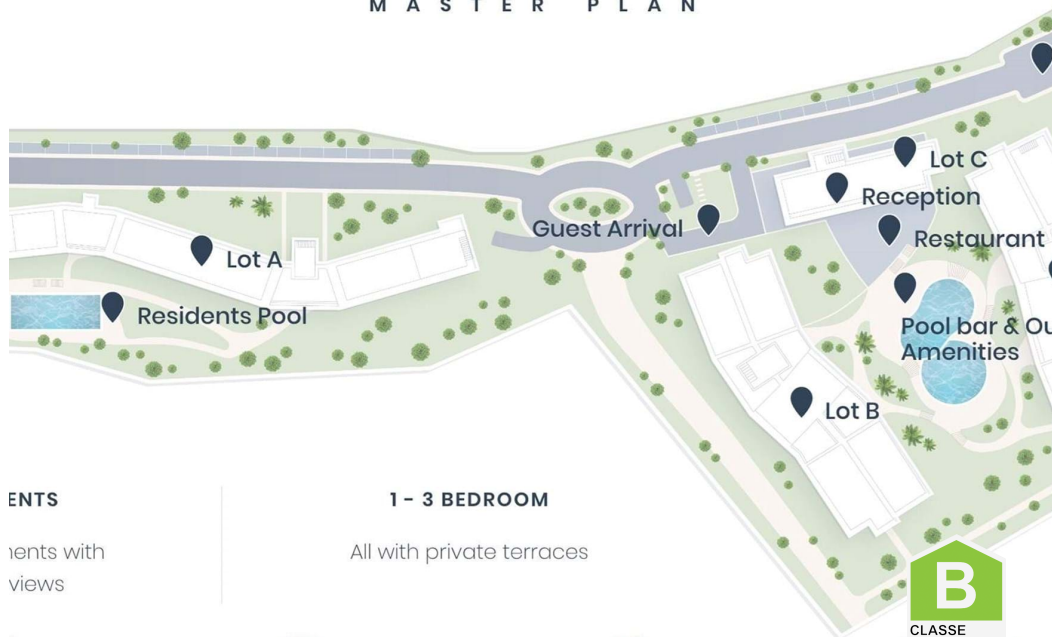 MASTER PLAN
Lot C
Reception
Guest Arrival
Restaurant
Lot A
Residents Pool
Pool bar & Ou
Amenities
Lot B
ENTS
1 - 3 BEDROOM
ents with
All with private terraces
views
B
CLASSE